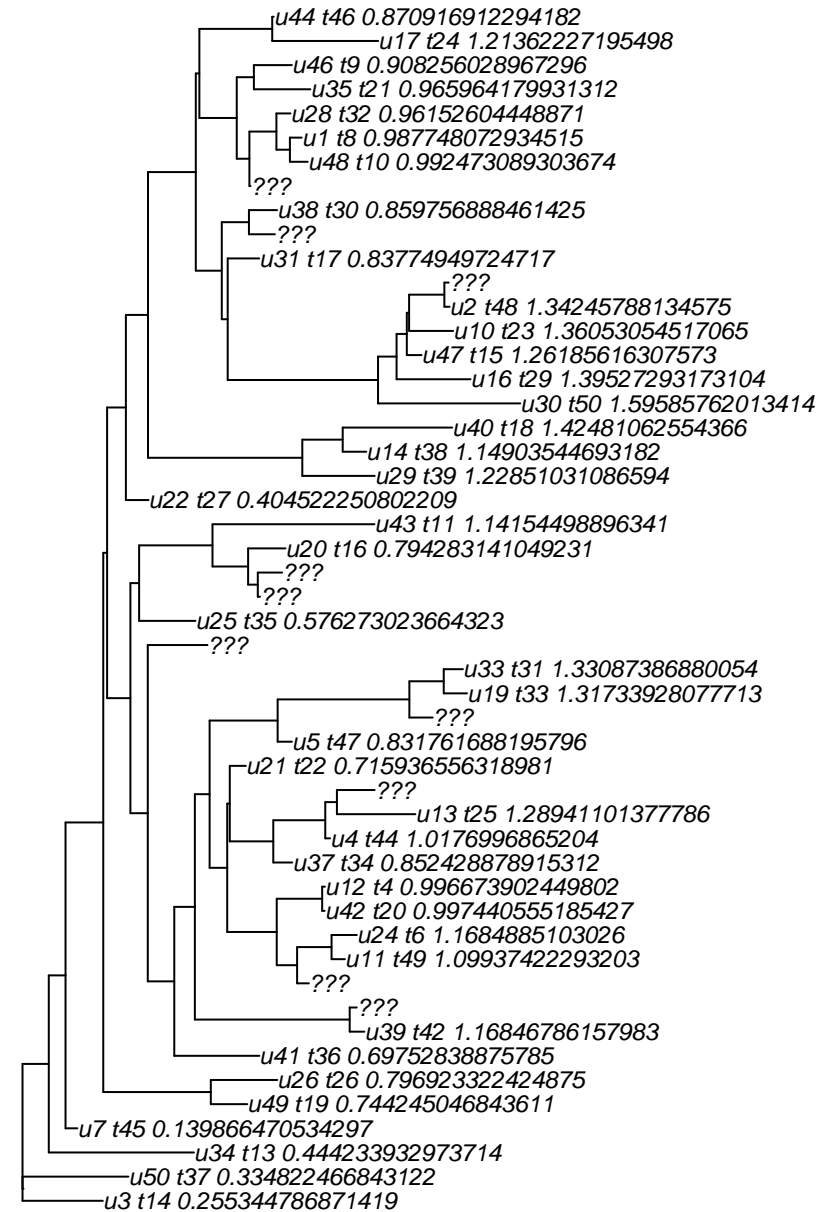 u44 t46 0.870916912294182
u17 t24 1.21362227195498
u46 t9 0.908256028967296
u35 t21 0.965964179931312
u28 t32 0.96152604448871
u1 t8 0.987748072934515
u48 t10 0.992473089303674
???
u38 t30 0.859756888461425
???
u31 t17 0.83774949724717
???
u2 t48 1.34245788134575
u10 t23 1.36053054517065
u47 t15 1.26185616307573
u16 t29 1.39527293173104
u30 t50 1.59585762013414
u40 t18 1.42481062554366
u14 t38 1.14903544693182
u29 t39 1.22851031086594
u22 t27 0.404522250802209
u43 t11 1.14154498896341
u20 t16 0.794283141049231
???
???
u25 t35 0.576273023664323
???
u33 t31 1.33087386880054
u19 t33 1.31733928077713
???
u5 t47 0.831761688195796
u21 t22 0.715936556318981
???
u13 t25 1.28941101377786
u4 t44 1.0176996865204
u37 t34 0.852428878915312
u12 t4 0.996673902449802
u42 t20 0.997440555185427
u24 t6 1.1684885103026
u11 t49 1.09937422293203
???
???
u39 t42 1.16846786157983
u41 t36 0.69752838875785
u26 t26 0.796923322424875
u49 t19 0.744245046843611
u7 t45 0.139866470534297
u34 t13 0.444233932973714
u50 t37 0.334822466843122
u3 t14 0.255344786871419